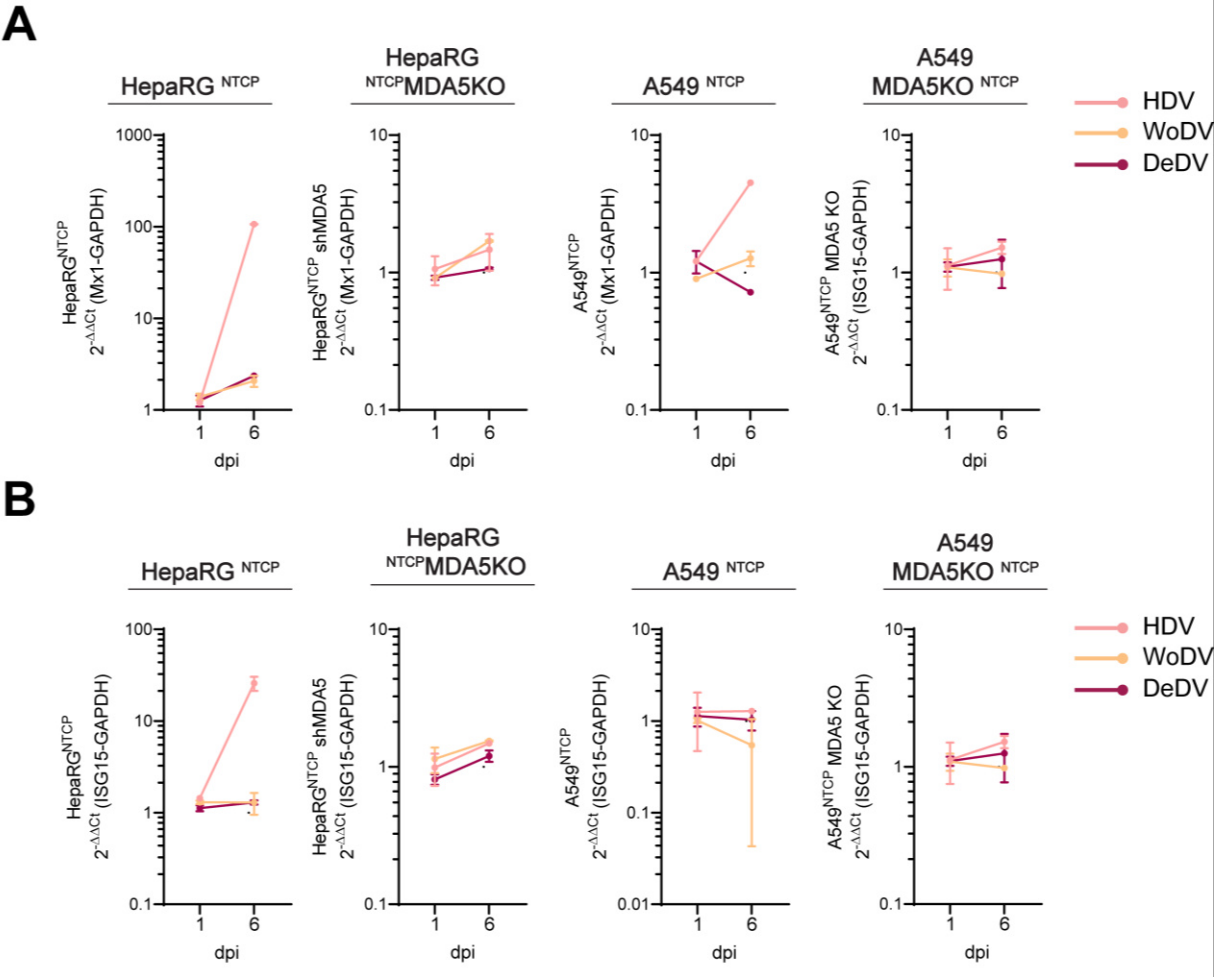 A
HepaRG NTCP
HepaRG
NTCPMDA5KO
A549 NTCP
A549
MDA5KO NTCP
HDV
WoDV
DeDV
HepaRGNTCP
2-ΔΔCt (Mx1-GAPDH)
1000
100
10
1
1 6
dpi
HepaRGNTCP shMDA5
2-ΔΔCt (Mx1-GAPDH)
10
1
0.1
1 6
dpi
A549NTCP
2-ΔΔCt (Mx1-GAPDH)
10
1
0.1
1 6
dpi
A549NTCP MDA5 KO
2-ΔΔCt (ISG15-GAPDH)
10
1
0.1
1 6
dpi
B
HepaRG NTCP
HepaRG
NTCPMDA5KO
A549 NTCP
A549
MDA5KO NTCP
HDV
WoDV
DeDV
HepaRGNTCP
2-ΔΔCt (ISG15-GAPDH)
100
10
1
0.1
1 6
dpi
HepaRGNTCP shMDA5
2-ΔΔCt (ISG15-GAPDH)
10
1
0.1
1 6
dpi
A549NTCP
2-ΔΔCt (ISG15-GAPDH)
10
1
0.1
0.01
1 6
dpi
A549NTCP MDA5 KO
2-ΔΔCt (ISG15-GAPDH)
10
1
0.1
1 6
dpi